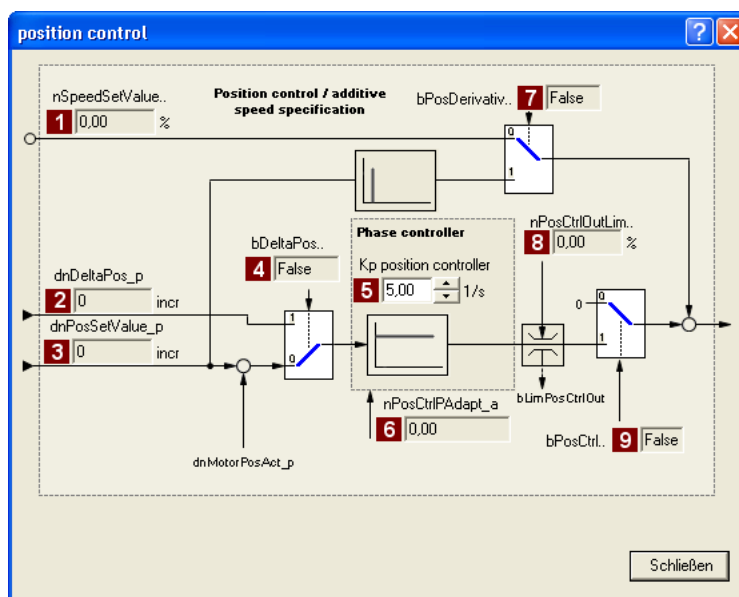 position control
nSpeedSetValue..
1 0,00 %
Position control / additive
speed specification
bPosDerivativ..
7 False
0
1
bDeltaPos..
4 False
Phase controller
Kp position controller
5 5,00 1/s
nPosCtrlOutLim..
8 0,00 %
dnDeltaPos_p
2 0 incr
dnPosSetValue_p
3 0 incr
1
0
0
0
1
bLimPosCtrlOut
nPosCtrlPAdapt_a
6 0,00
dnMotorPosAct_p
bPosCtrl..
9 False
Schließen